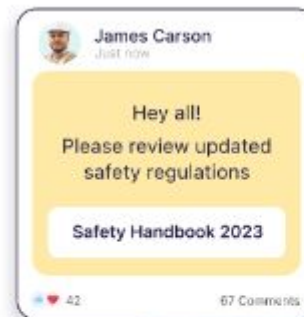 James Carson
Just now
Hey all!
Please review updated
safety regulations
Safety Handbook 2023
42
67 Comments